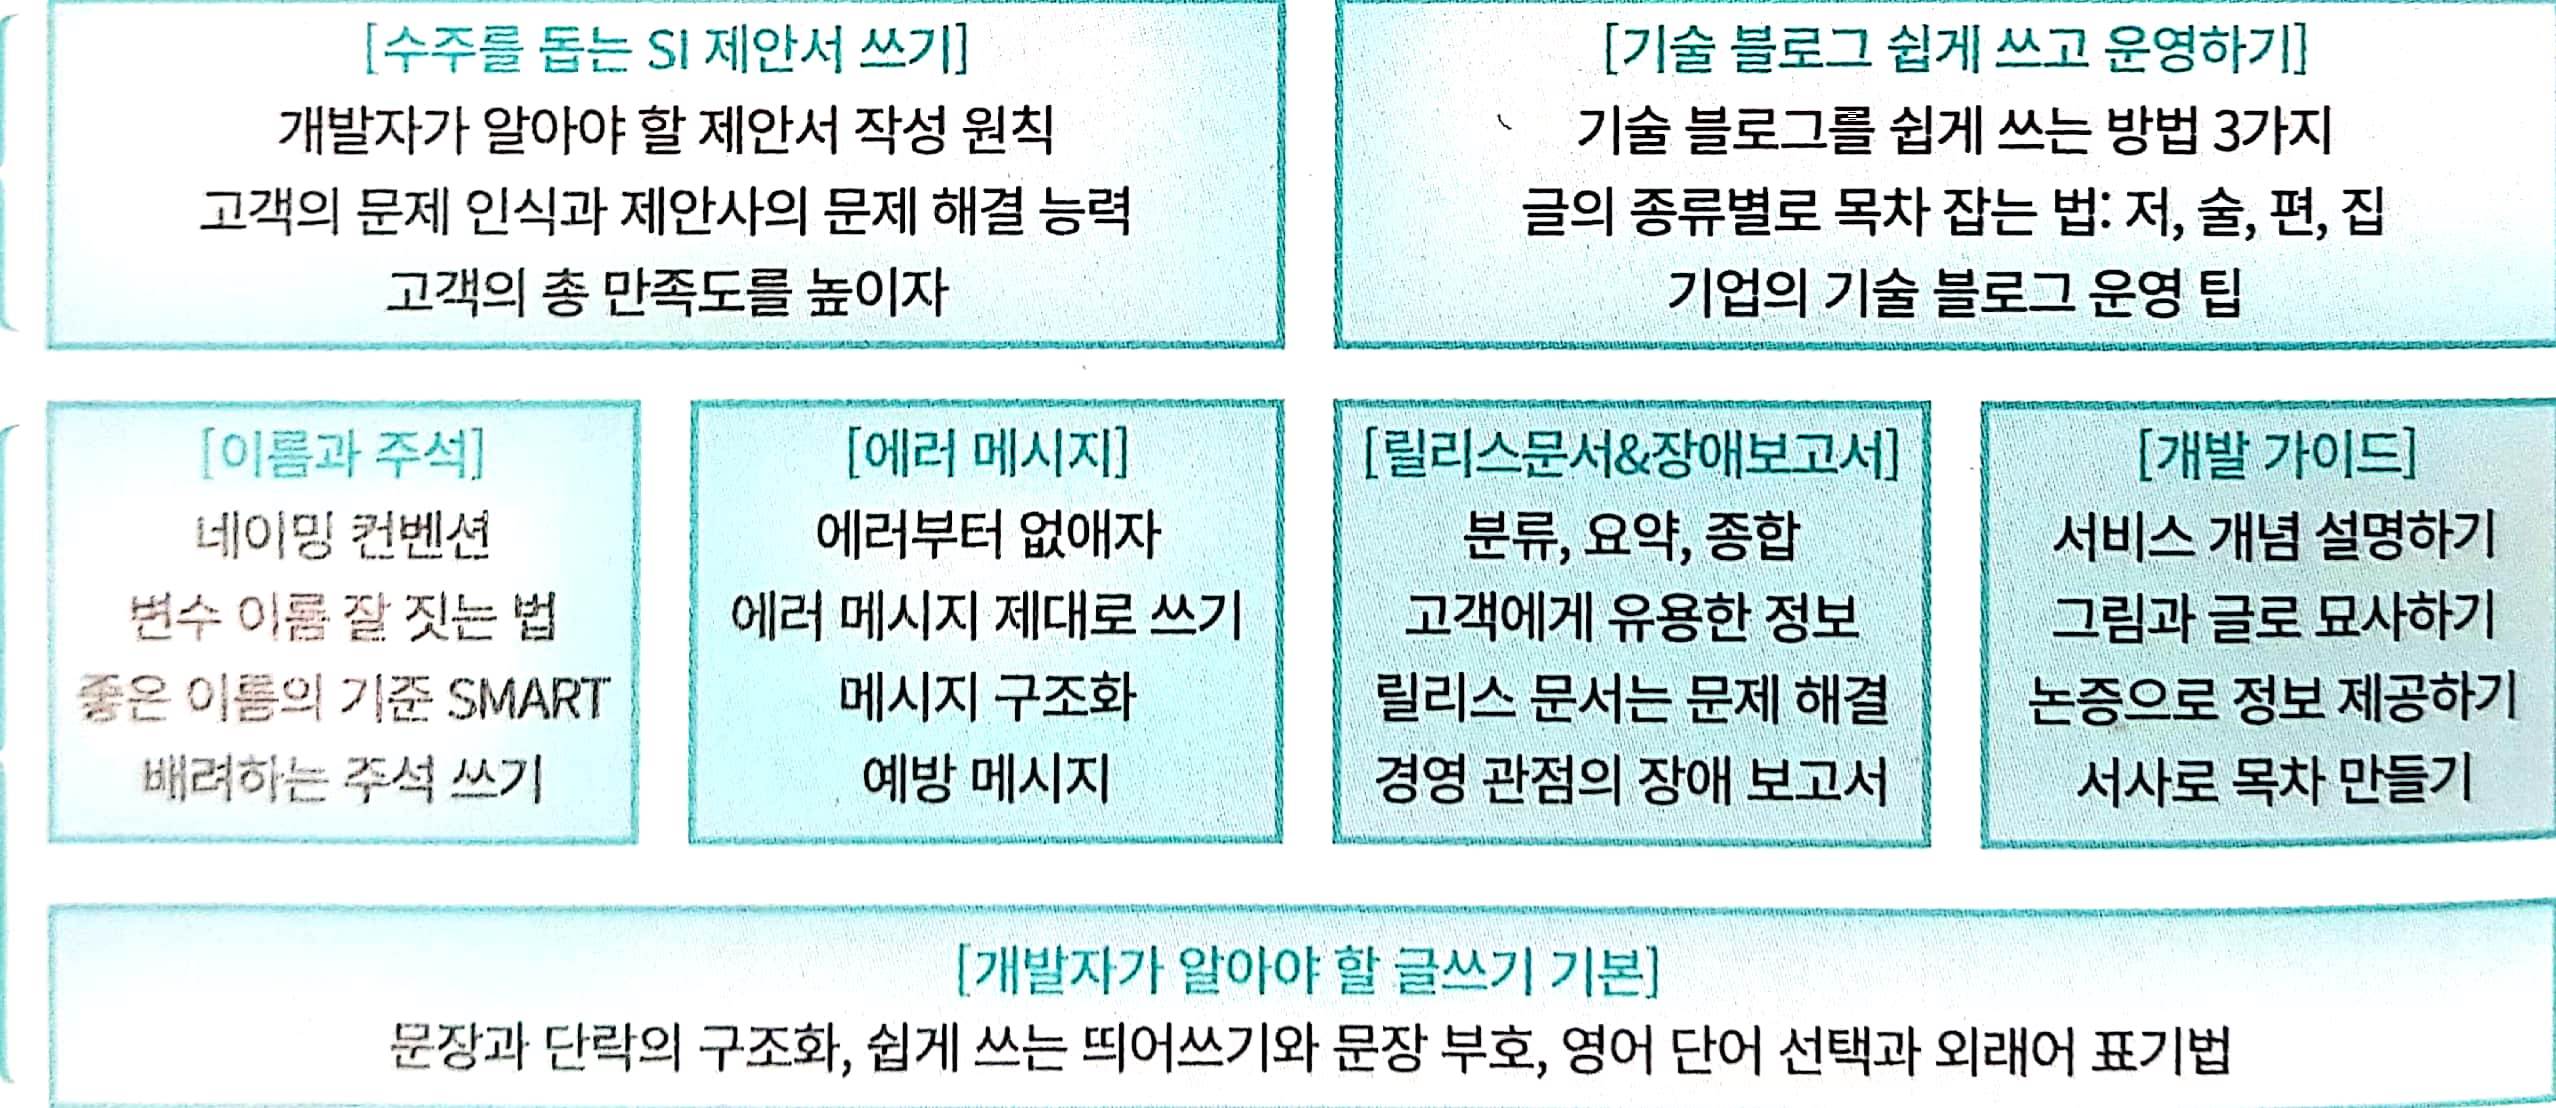 [수주를 돕는 SI 제안서 쓰기]
개발자가 알아야 할 제안서 작성 원칙
고객의 문제 인식과 제안사의 문제 해결 능력
고객의 총 만족도를 높이자
[기술 블로그 쉽게 쓰고 운영하기]
기술 블로그를 쉽게 쓰는 방법 3가지
글의 종류별로 목차 잡는 법: 저, 술, 편, 집
기업의 기술 블로그 운영 팁
[이름과 주석]
네이밍 컨벤션
변수 이름 잘 짓는 법
좋은 이름의 기준 SMART
배려하는 주석 쓰기
[에러 메시지]
에러부터 없애자
에러 메시지 제대로 쓰기
메시지 구조화
예방 메시지
[릴리스문서&장애보고서]
분류, 요약, 종합
고객에게 유용한 정보
릴리스 문서는 문제 해결
경영 관점의 장애 보고서
[개발 가이드]
서비스 개념 설명하기
그림과 글로 묘사하기
논증으로 정보 제공하기
서사로 목차 만들기
[개발자가 알아야 할 글쓰기 기본]
문장과 단락의 구조화, 쉽게 쓰는 띄어쓰기와 문장 부호, 영어 단어 선택과 외래어 표기법